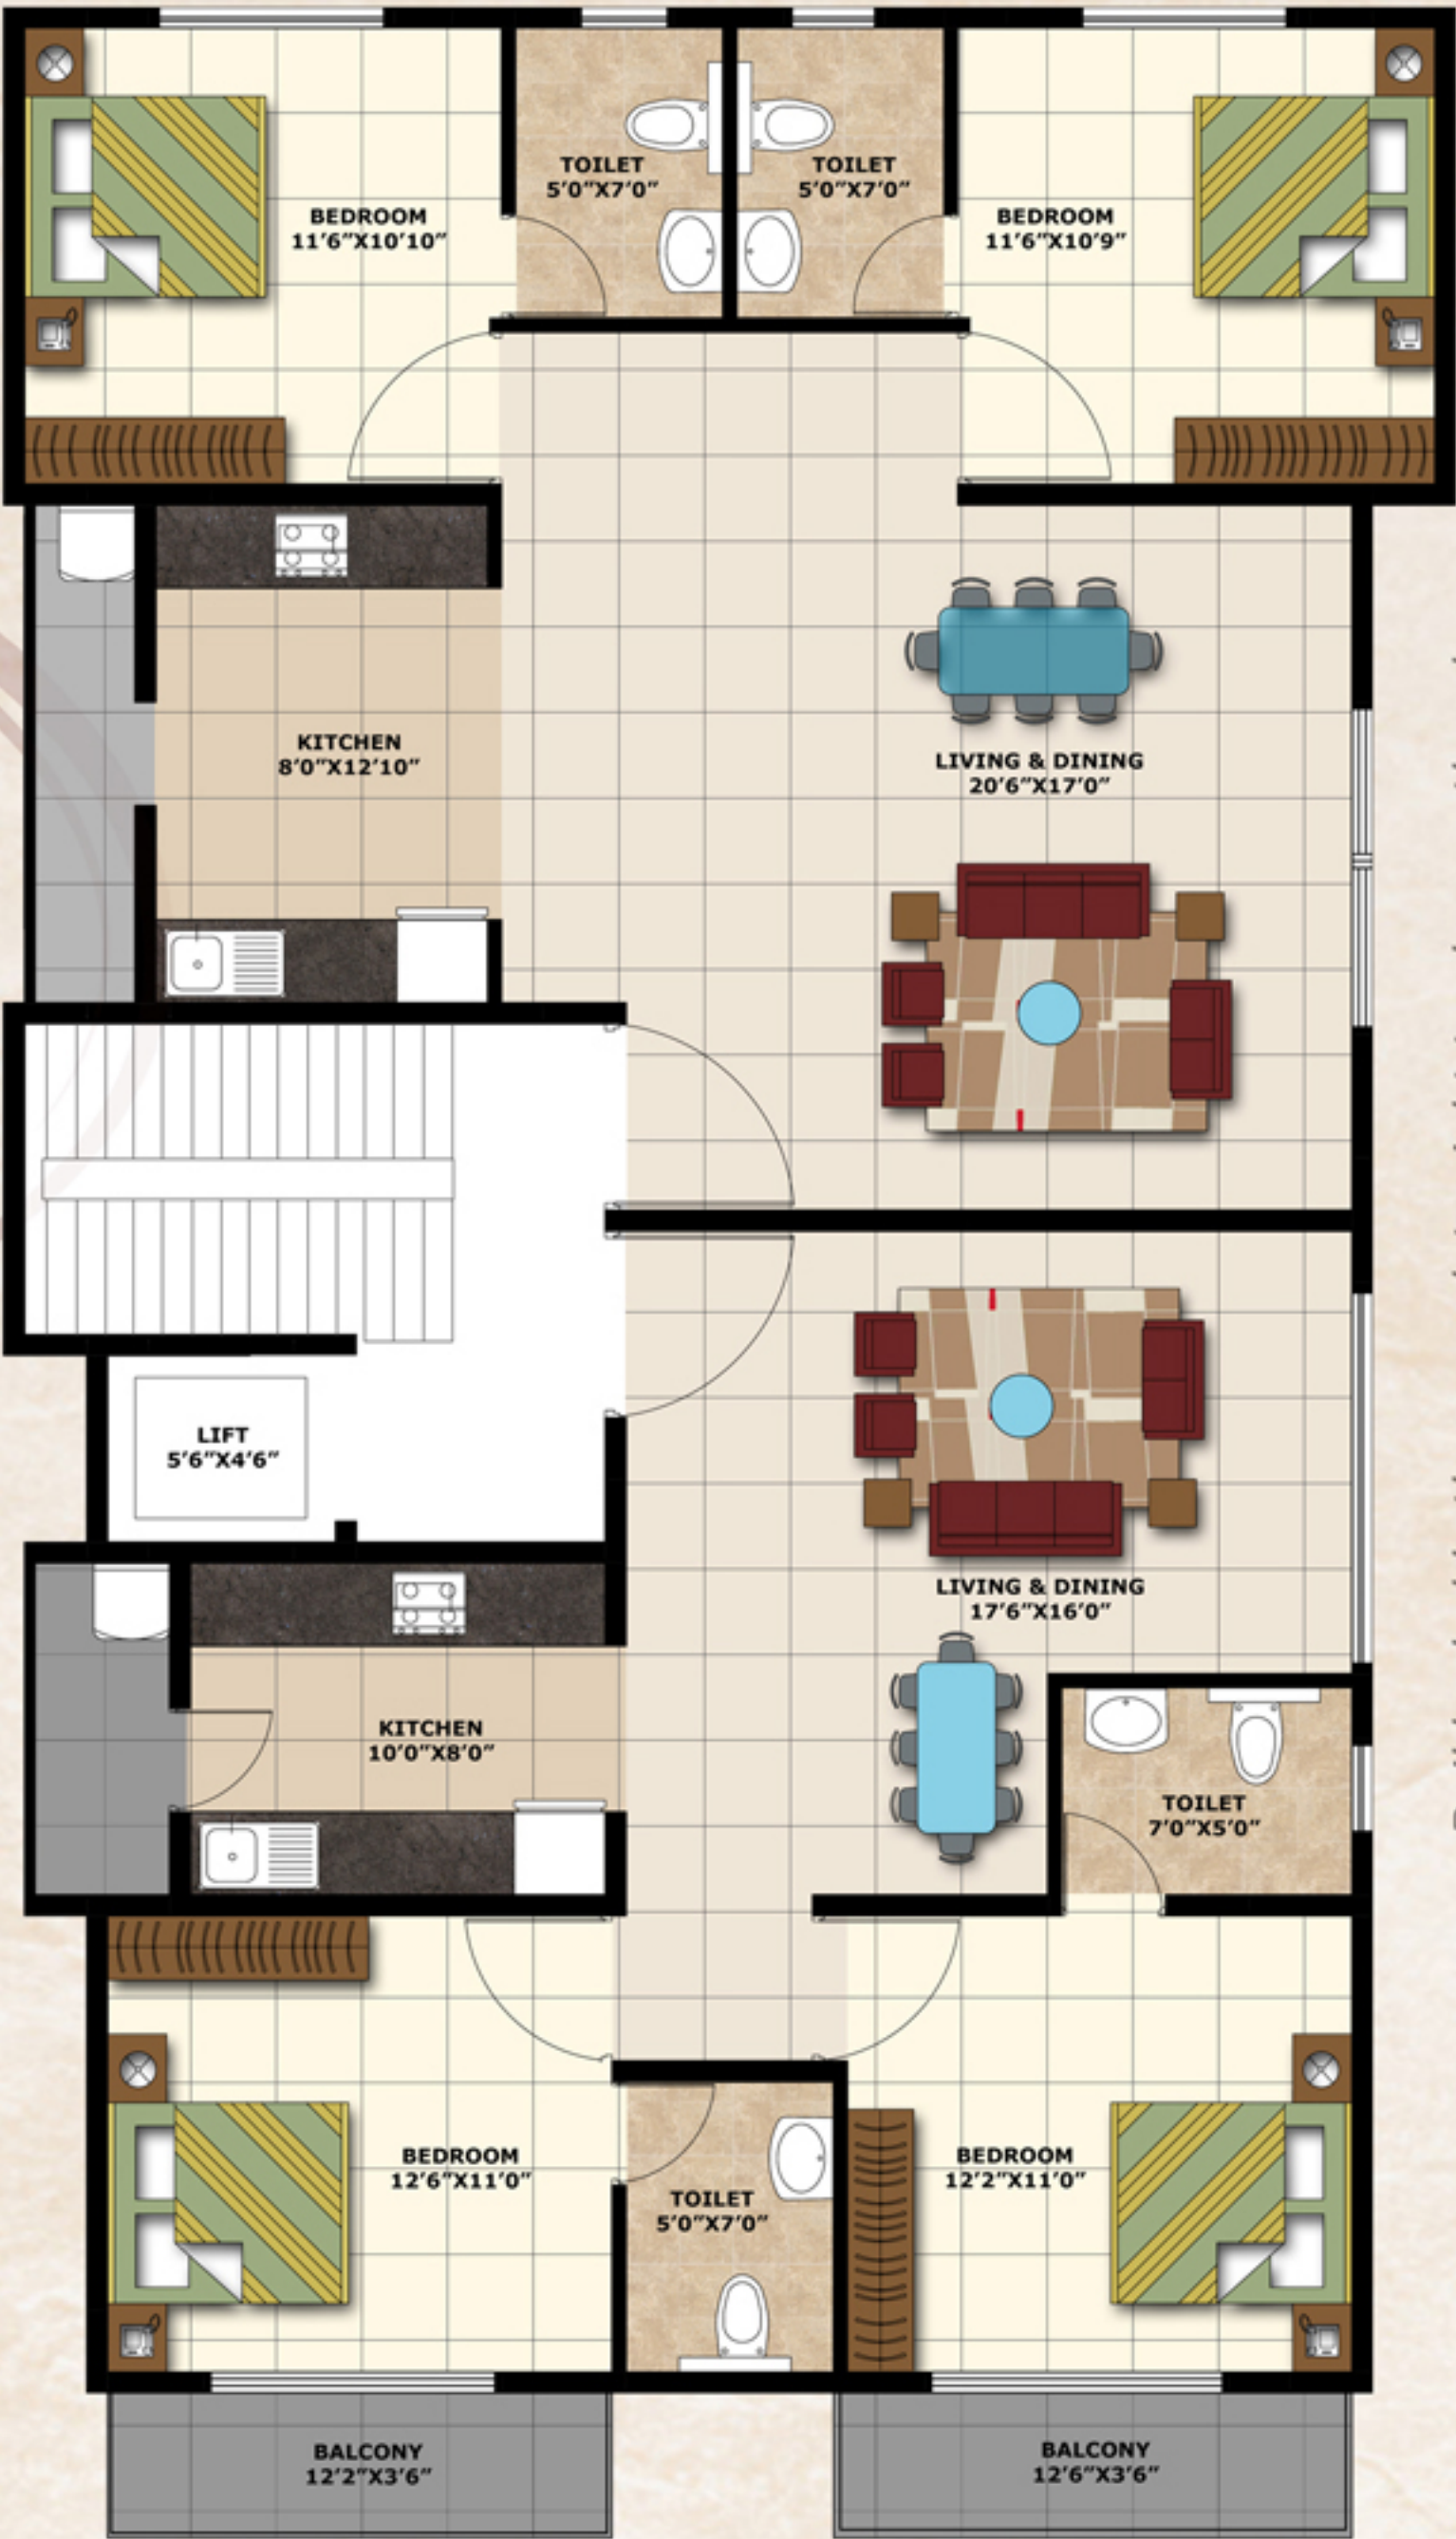 TOILET
5'0"X7'0"
TOILET
5'0"X7'0"
BEDROOM
11'6"X10'10"
BEDROOM
11'6"X10'9"
KITCHEN
8'0"X12'10"
LIVING & DINING
20'6"X17'0"
LIFT
5'6"X4'6"
LIVING & DINING
17'6"X16'0"
KITCHEN
10'0"X8'0"
TOILET
7'0"X5'0"
BEDROOM
12'6"X11'0"
BEDROOM
12'2"X11'0"
TOILET
5'0"X7'0"
BALCONY
12'2"X3'6"
BALCONY
12'6"X3'6"